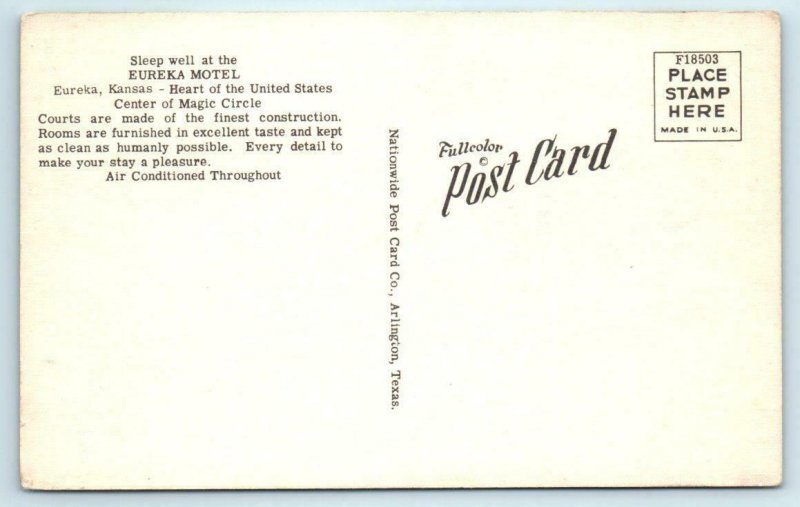 Sleep well at the
EUREKA MOTEL
Eureka, Kansas - Heart of the United States
Center of Magic Circle
Courts are made of the finest construction.
Rooms are furnished in excellent taste and kept
as clean as humanly possible. Every detail to
make your stay a pleasure.
Air Conditioned Throughout
Nationwide Post Card Co., Arlington, Texas.
Fullcolor
©
Post Card
F18503
PLACE
STAMP
HERE
MADE IN U.S.A.